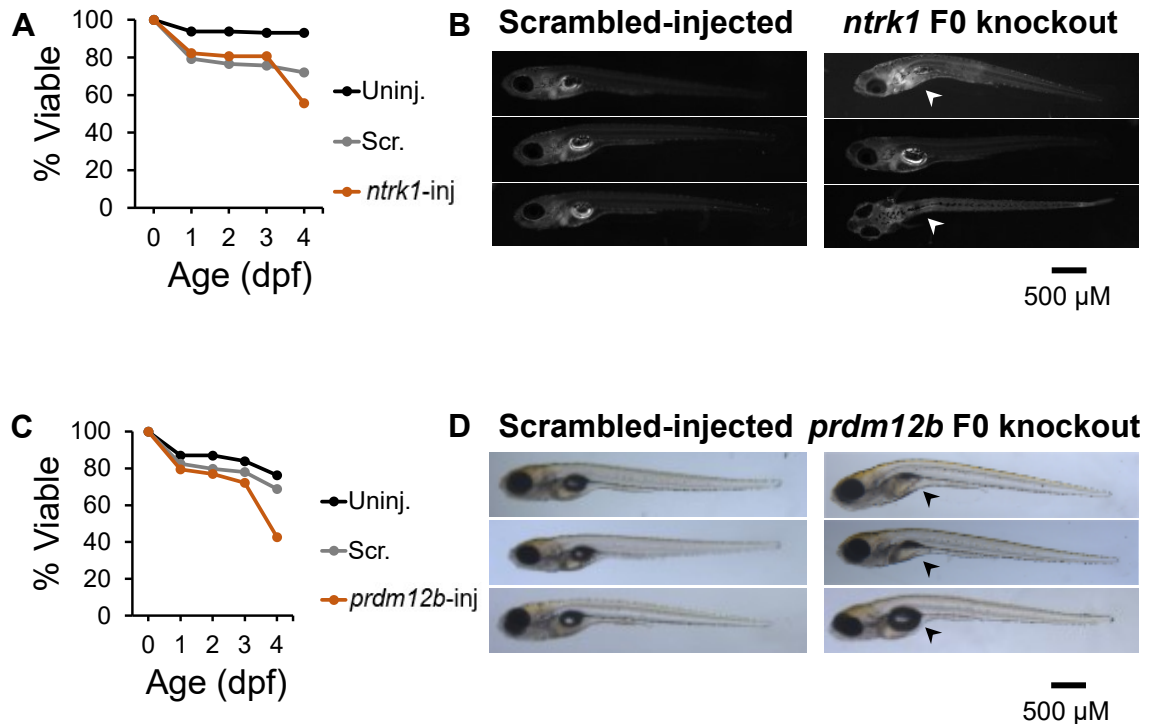 A
100
80
60
40
20
0
% Viable
0 1 2 3 4
Age (dpf)
Uninj.
Scr.
ntrk1-inj
B
Scrambled-injected
ntrk1 F0 knockout
500 µM
C
100
80
60
40
20
0
% Viable
0 1 2 3 4
Age (dpf)
Uninj.
Scr.
prdm12b-inj
D
Scrambled-injected
prdm12b F0 knockout
500 µM